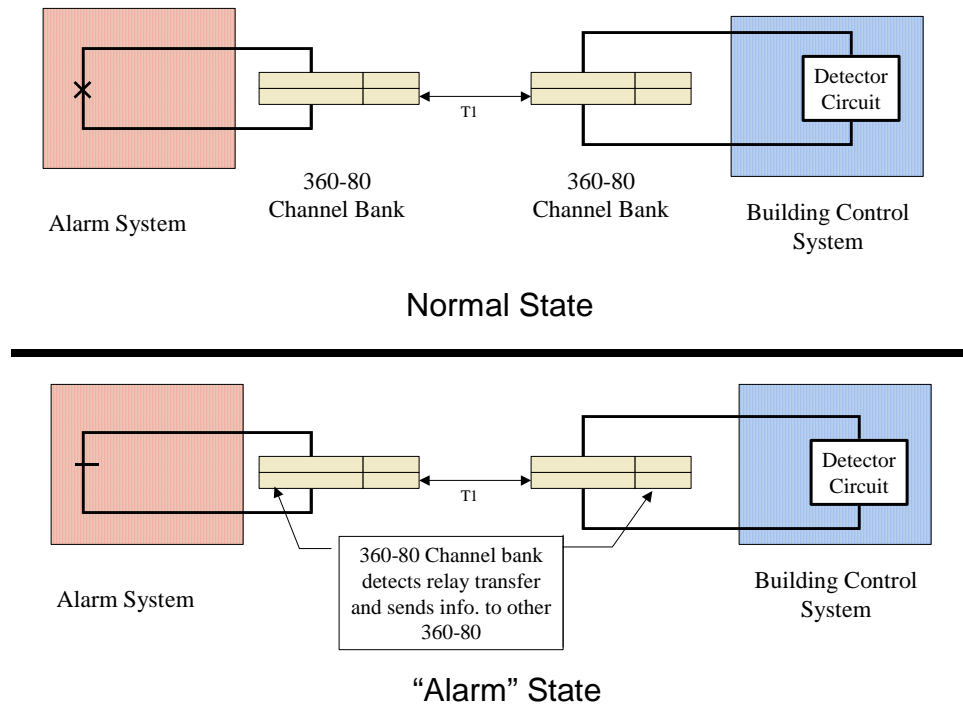 Detector
Circuit
T1
360-80
Channel Bank
360-80
Channel Bank
Alarm System
Building Control
System
Normal State
Detector
Circuit
T1
360-80 Channel bank
detects relay transfer
and sends info. to other
360-80
Alarm System
Building Control
System
“Alarm” State